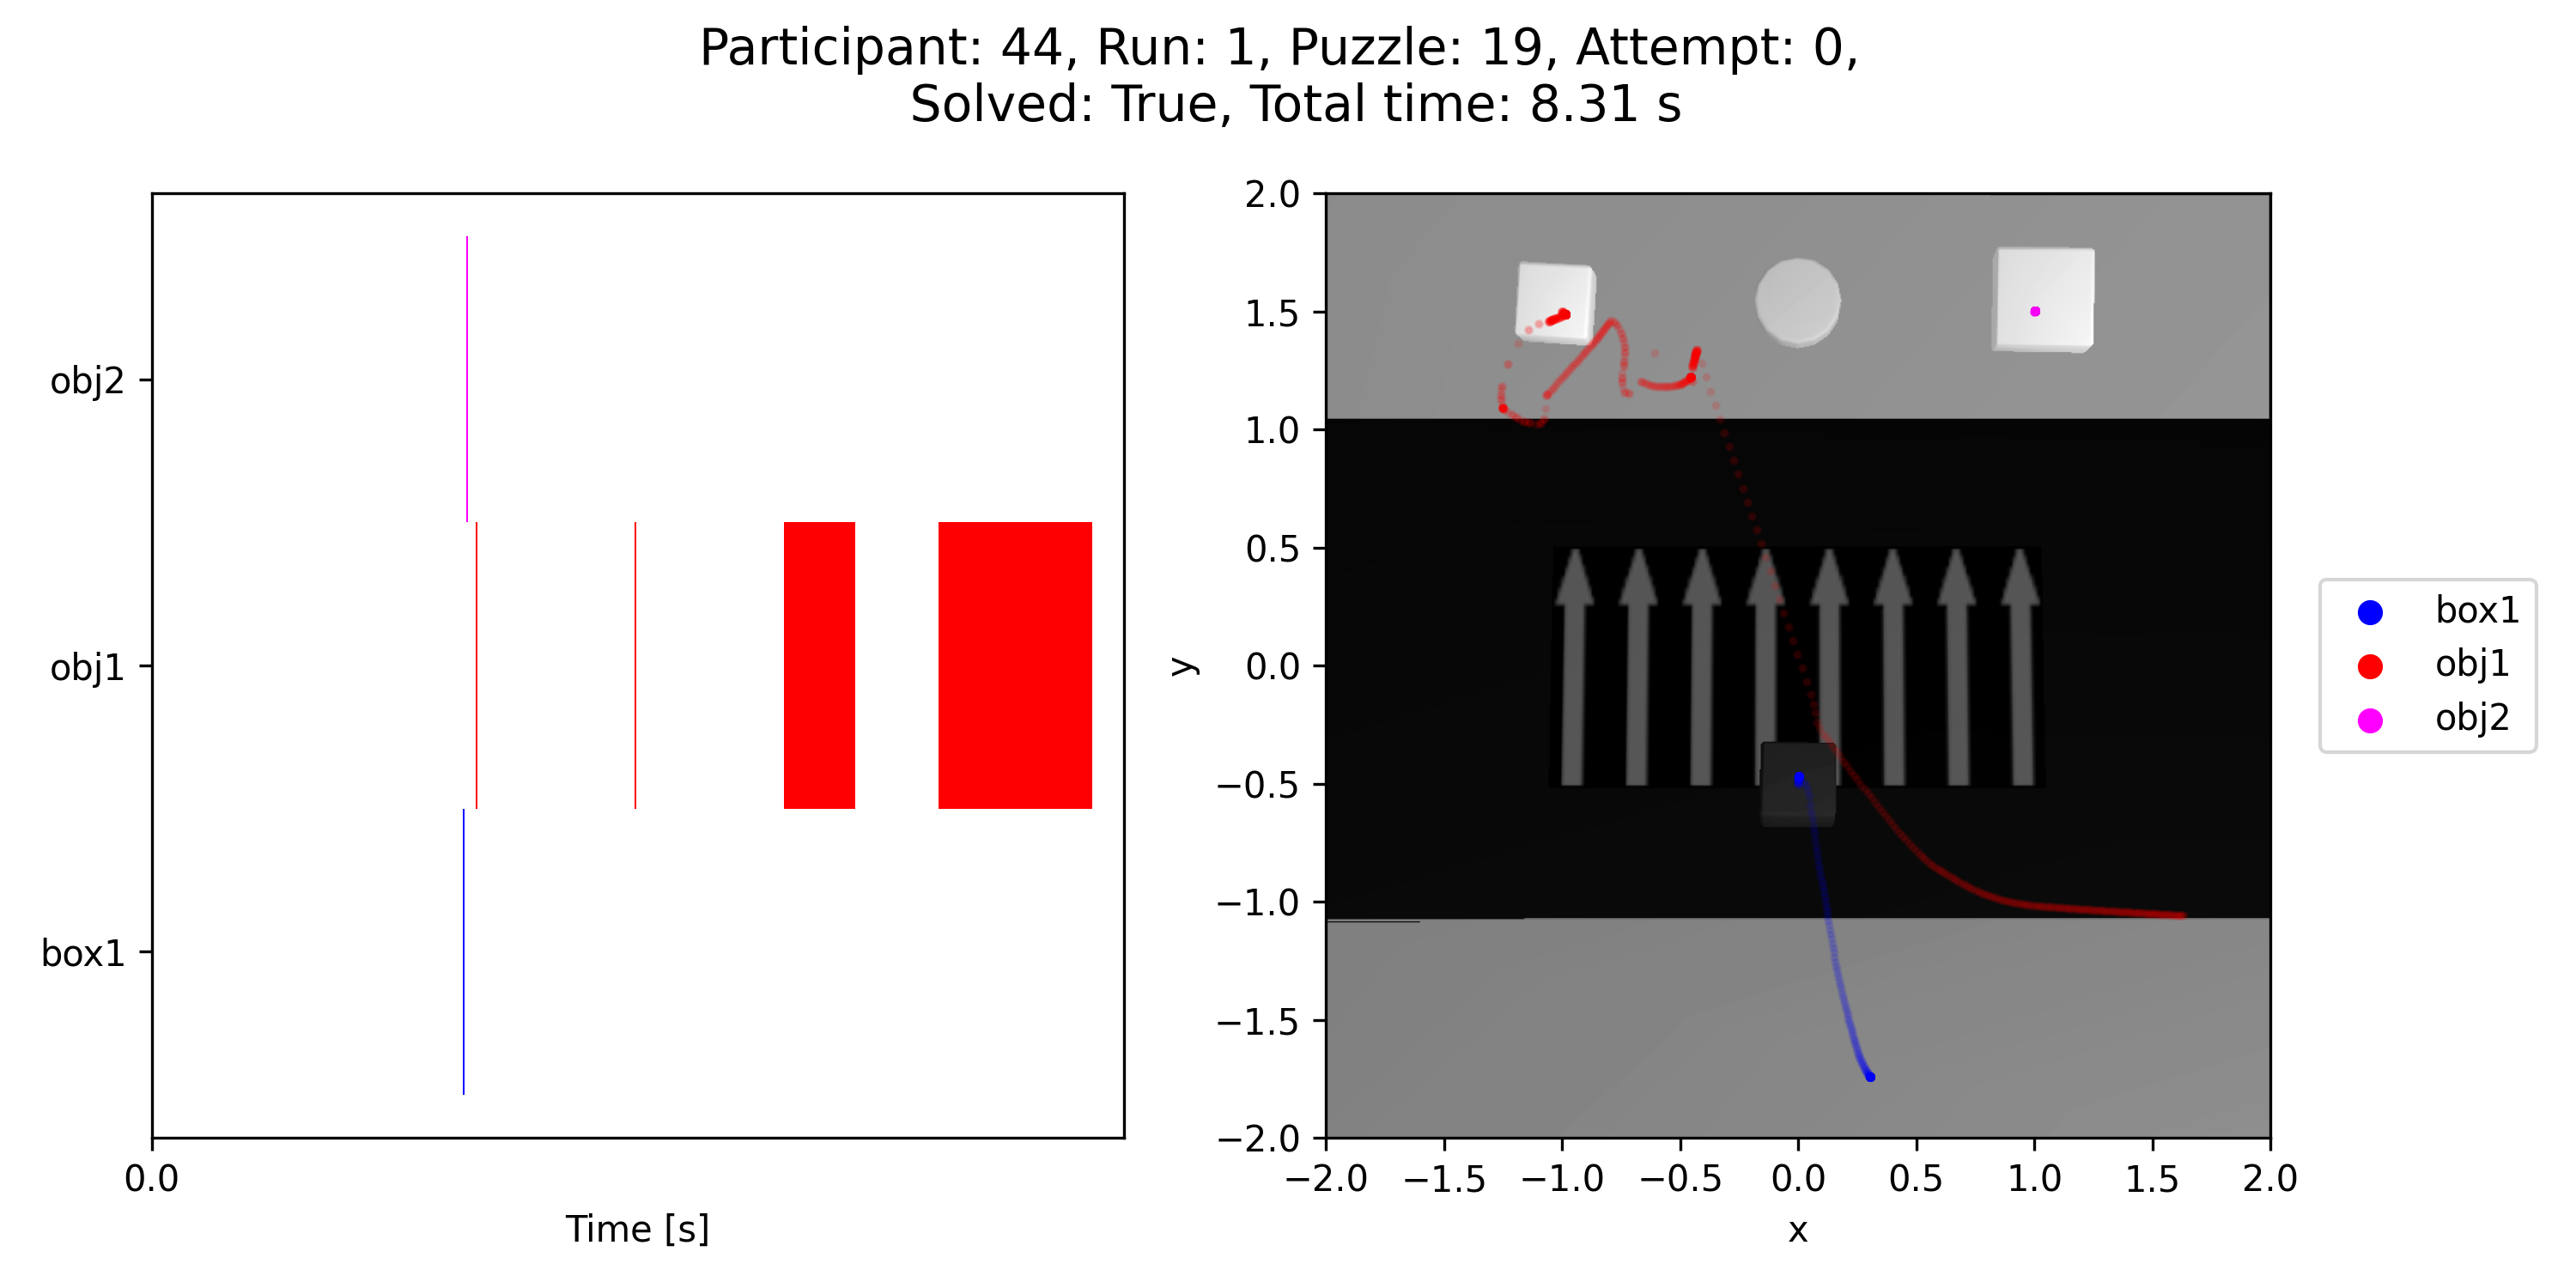 Participant: 44, Run: 1, Puzzle: 19, Attempt: 0,
Solved: True, Total time: 8.31 s
obj2
obj1
box1
0.0
Time [s]
2.0
1.5
1.0
0.5
0.0
−0.5
−1.0
−1.5
−2.0
y
−2.0 −1.5 −1.0 −0.5 0.0 0.5 1.0 1.5 2.0
x
box1
obj1
obj2